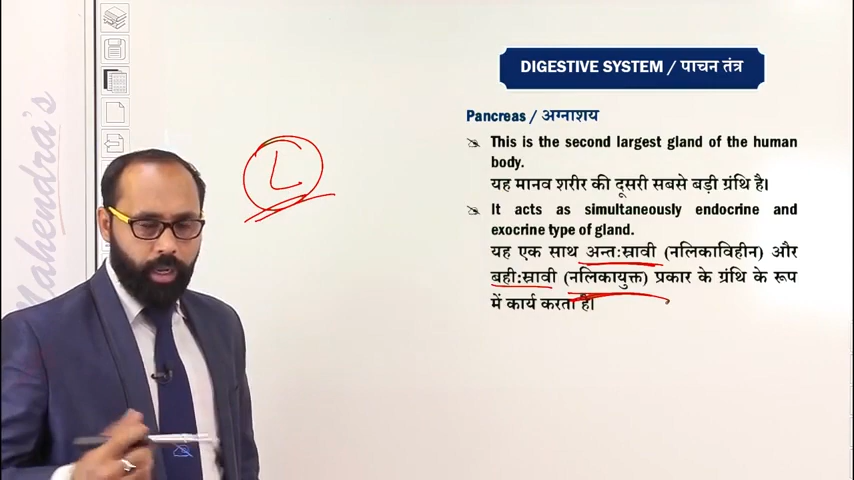 Mahendra's
DIGESTIVE SYSTEM / पाचन तंत्र
L
Pancreas / अग्नाशय
This is the second largest gland of the human
body.
यह मानव शरीर की दूसरी सबसे बड़ी ग्रंथि है।
It acts as simultaneously endocrine and
exocrine type of gland.
यह एक साथ अन्तःस्रावी (नलिकाविहीन) और
बहीःस्रावी (नलिकायुक्त) प्रकार के ग्रंथि के रूप
में कार्य करता है।